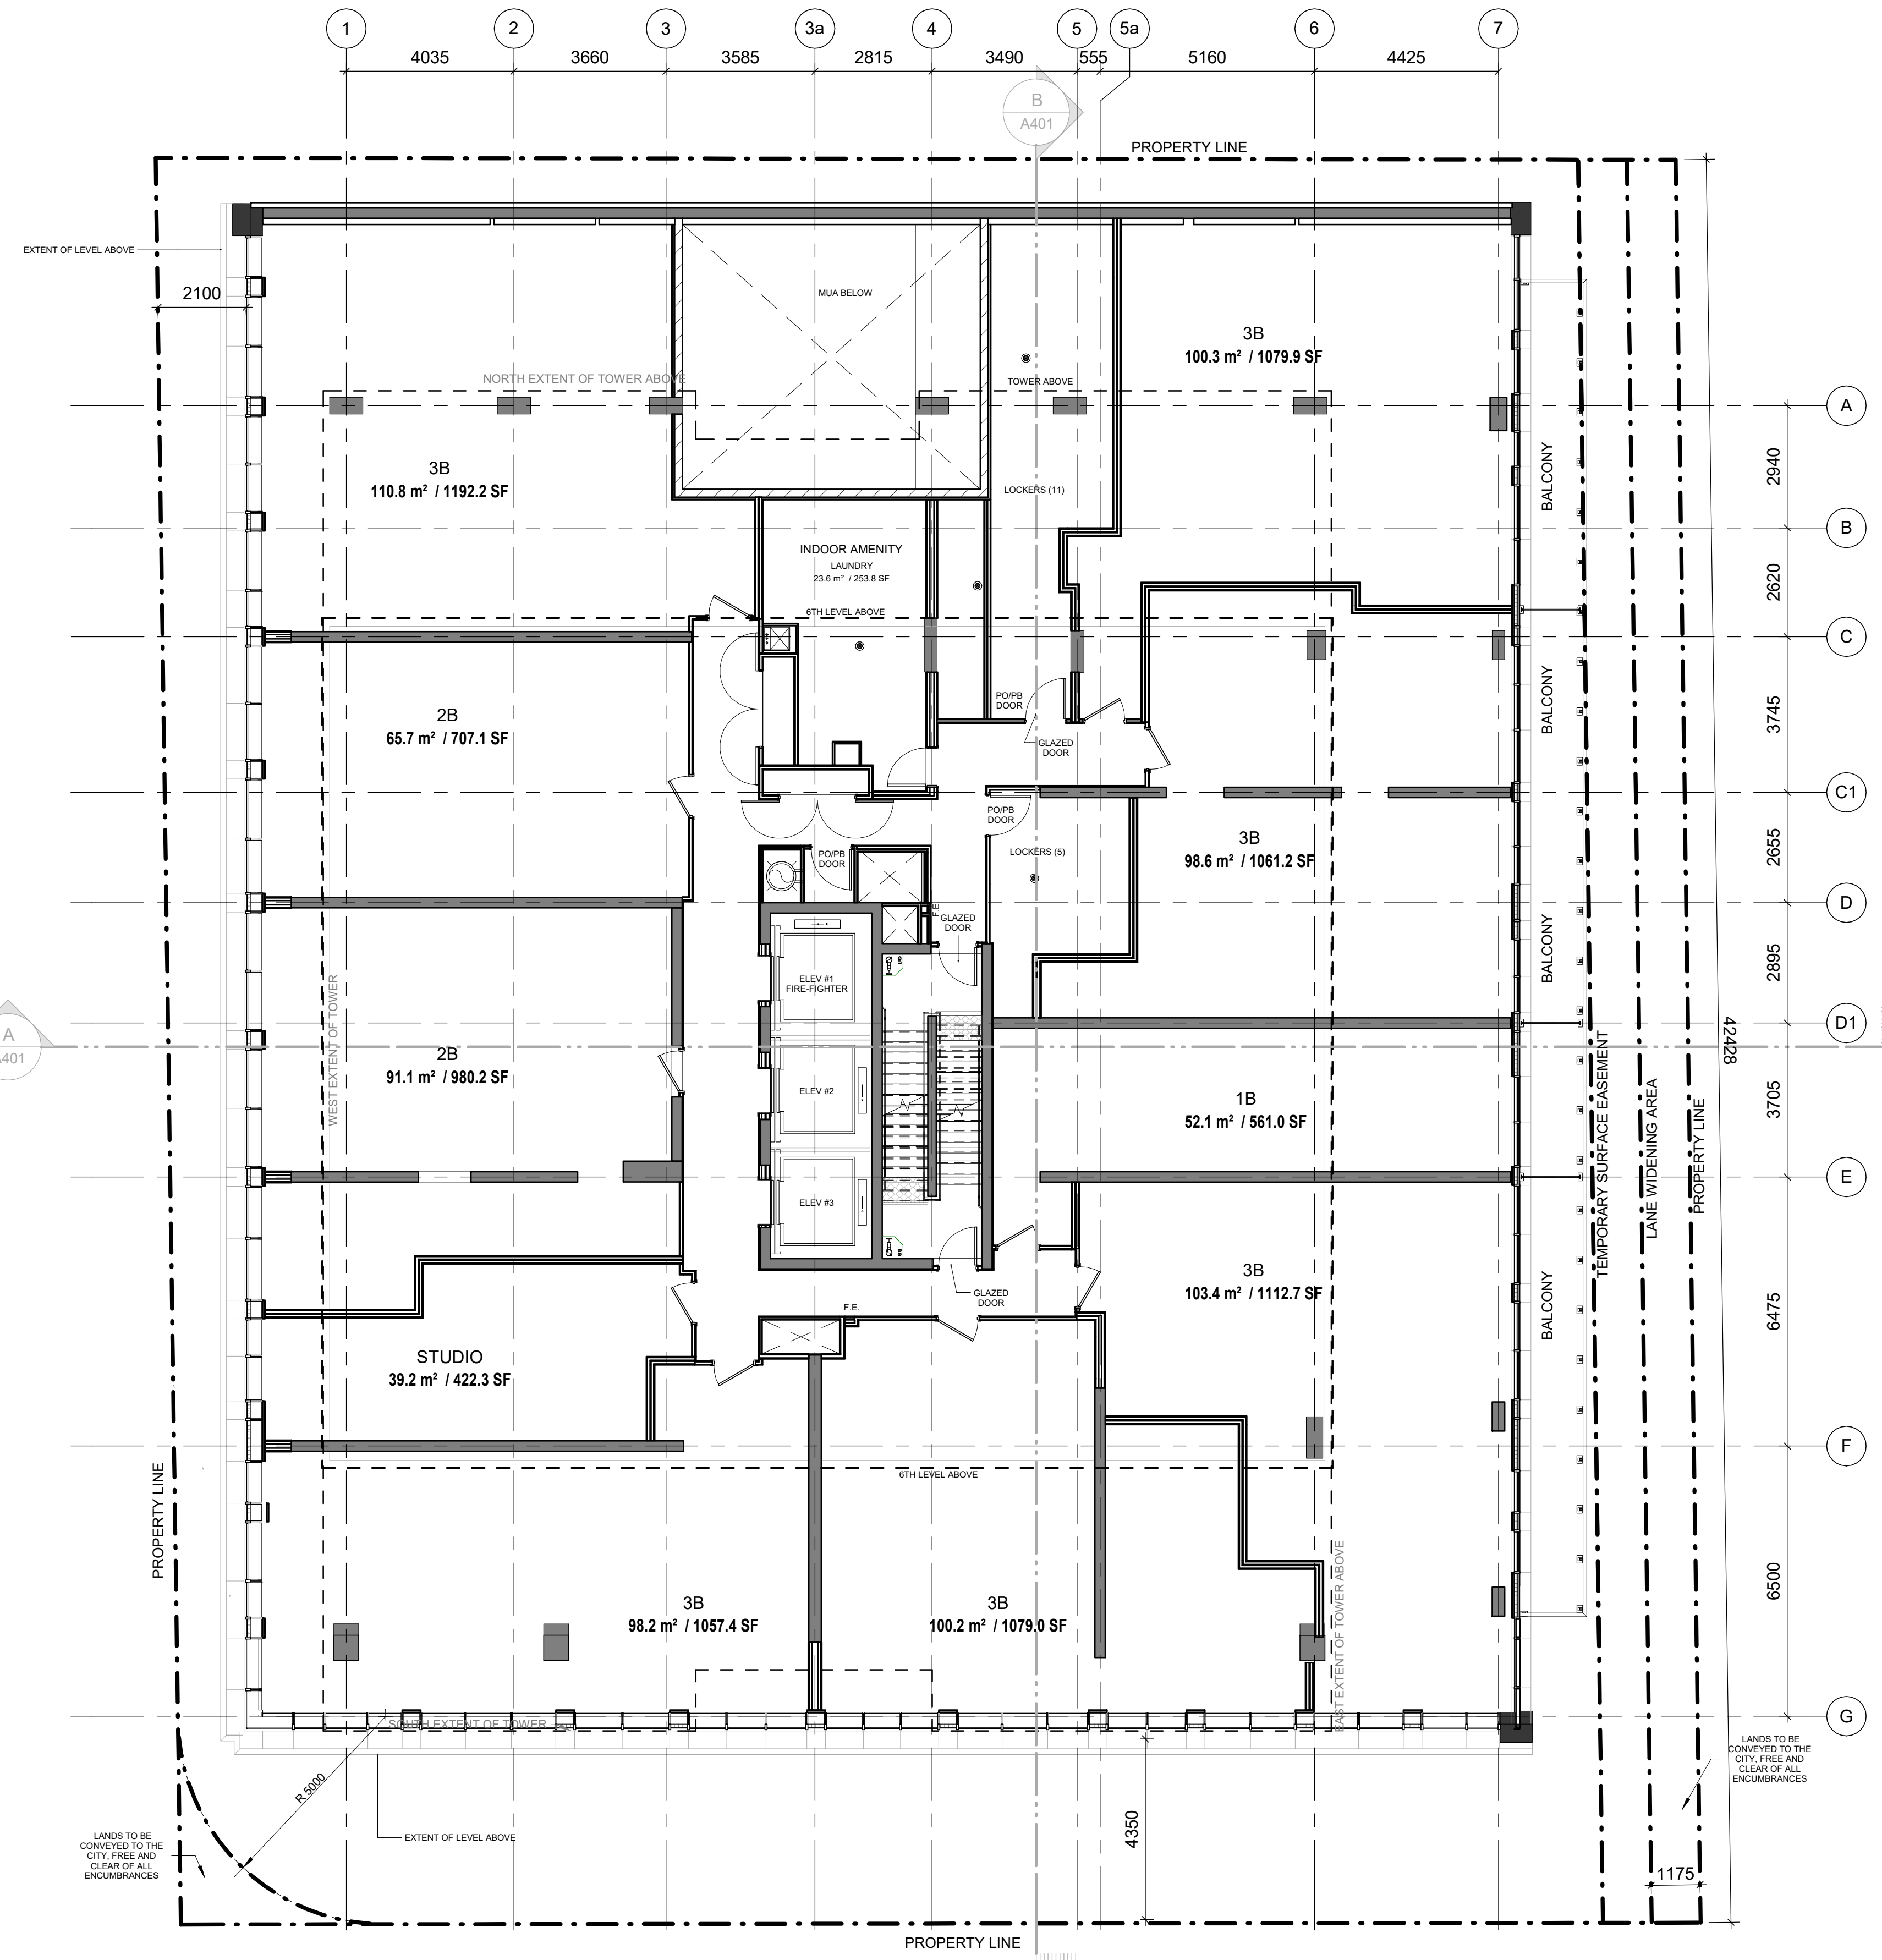 1 2 3 3a 4 5 5a 6 7
4035 3660 3585 2815 3490 555 5160 4425
B
A401
PROPERTY LINE
EXTENT OF LEVEL ABOVE
2100
MUA BELOW
3B
100.3 m² / 1079.9 SF
NORTH EXTENT OF TOWER ABOVE
TOWER ABOVE
A
2940
BALCONY
3B
110.8 m² / 1192.2 SF
LOCKERS (11)
B
INDOOR AMENITY
LAUNDRY
23.6 m² / 253.8 SF
2620
6TH LEVEL ABOVE
C
2B
65.7 m² / 707.1 SF
PO/PB
DOOR
GLAZED
DOOR
BALCONY
3745
C1
PO/PB
DOOR
3B
98.6 m² / 1061.2 SF
LOCKERS (5)
PO/PB
DOOR
2655
D
F.E.
GLAZED
DOOR
BALCONY
2895
ELEV #1
FIRE-FIGHTER
WEST EXTENT OF TOWER
D1
A
A401
42428
2B
91.1 m² / 980.2 SF
ELEV #2
1B
52.1 m² / 561.0 SF
TEMPORARY SURFACE EASEMENT
LANE WIDENING AREA
PROPERTY LINE
3705
E
ELEV #3
3B
103.4 m² / 1112.7 SF
BALCONY
GLAZED
DOOR
F.E.
6475
STUDIO
39.2 m² / 422.3 SF
F
6TH LEVEL ABOVE
PROPERTY LINE
3B
98.2 m² / 1057.4 SF
3B
100.2 m² / 1079.0 SF
EAST EXTENT OF TOWER ABOVE
6500
SOUTH EXTENT OF TOWER
G
LANDS TO BE
CONVEYED TO THE
CITY, FREE AND
CLEAR OF ALL
ENCUMBRANCES
R 5000
EXTENT OF LEVEL ABOVE
4350
LANDS TO BE
CONVEYED TO THE
CITY, FREE AND
CLEAR OF ALL
ENCUMBRANCES
1175
PROPERTY LINE